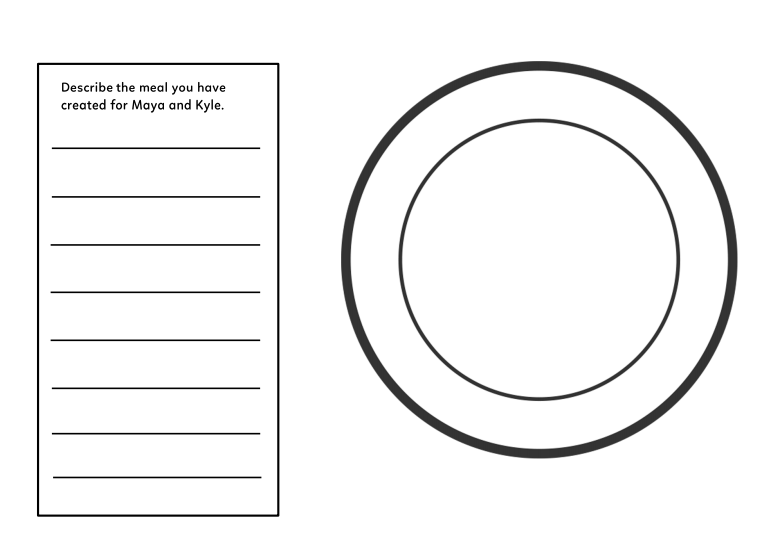 Describe the meal you have
created for Maya and Kyle.